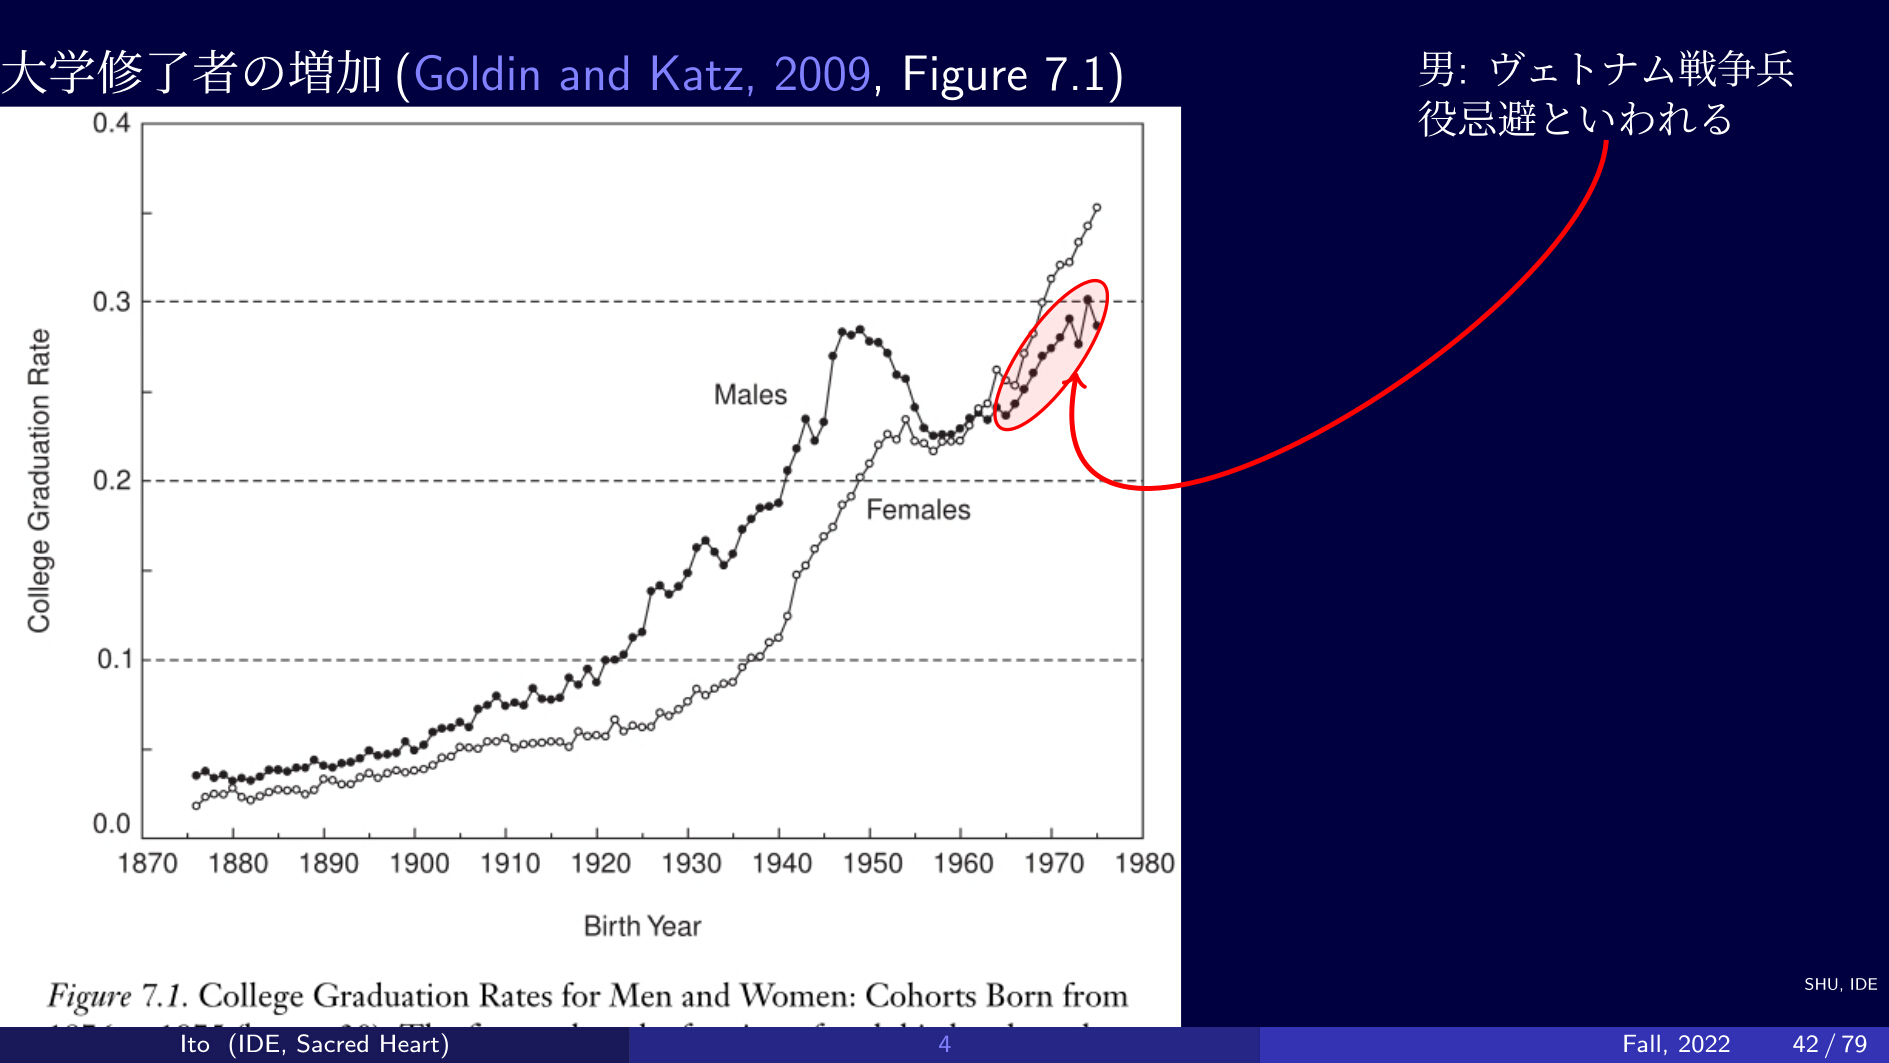 大学修了者の増加 (Goldin and Katz, 2009, Figure 7.1)
男: ヴェトナム戦争兵
役忌避といわれる
0.4
0.3
0.2
0.1
0.0
College Graduation Rate
Males
Females
1870 1880 1890 1900 1910 1920 1930 1940 1950 1960 1970 1980
Birth Year
Figure 7.1. College Graduation Rates for Men and Women: Cohorts Born from
SHU, IDE
Ito (IDE, Sacred Heart) 4 Fall, 2022 42 / 79